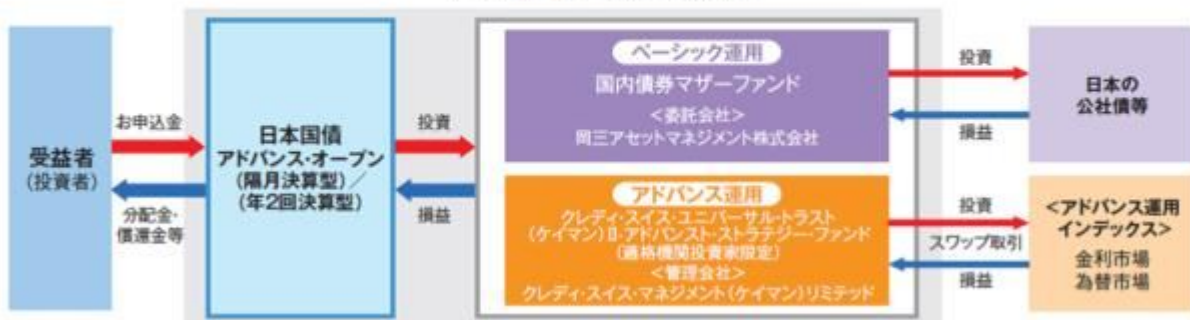 受益者
(投資者)
お申込金
分配金・
償還金等
日本国債
アドバンス・オープン
(隔月決算型)/
(年2回決算型)
投資
損益
ベーシック運用
国内債券マザーファンド
<委託会社>
岡三アセットマネジメント株式会社
アドバンス運用
クレディ・スイス・ユニバーサル・トラスト
(ケイマン)Ⅱ・アドバンスト・ストラテジー・ファンド
(適格機関投資家限定)
<管理会社>
クレディ・スイス・マネジメント(ケイマン)リミテッド
投資
損益
日本の
公社債等
投資
スワップ取引
損益
<アドバンス運用
インデックス>
金利市場
為替市場